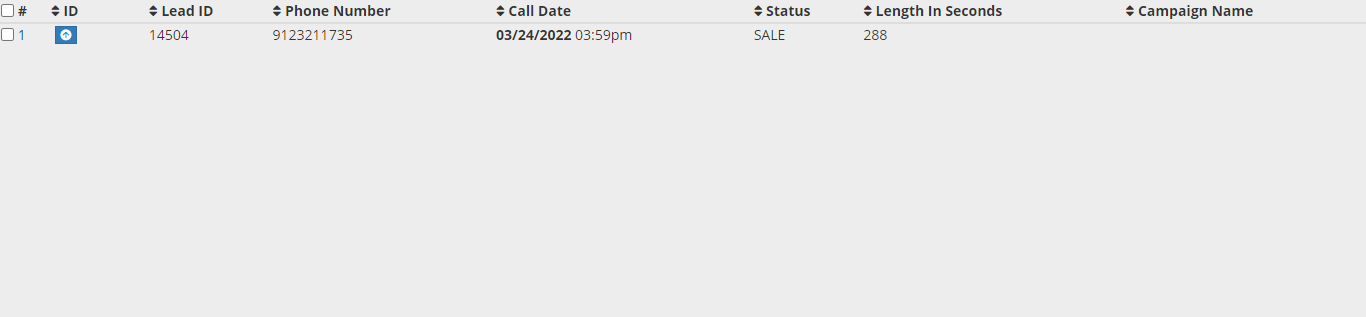 # ID Lead ID Phone Number Call Date Status Length In Seconds Campaign Name
1 14504 9123211735 03/24/2022 03:59pm SALE 288